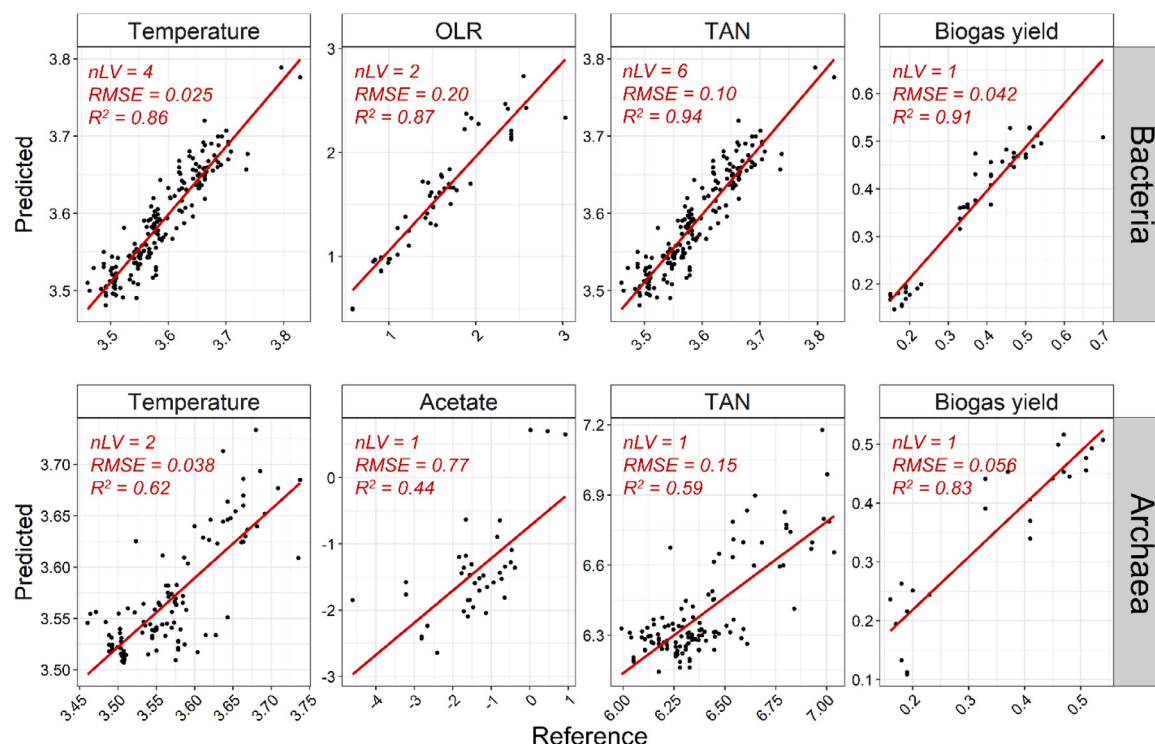 Temperature
OLR
TAN
Biogas yield
nLV = 4
RMSE = 0.025
R² = 0.86
nLV = 2
RMSE = 0.20
R² = 0.87
nLV = 6
RMSE = 0.10
R² = 0.94
nLV = 1
RMSE = 0.042
R² = 0.91
3.8
3.7
3.6
3.5
3
2
1
3.8
3.7
3.6
3.5
0.6
0.5
0.4
0.3
0.2
Predicted
Bacteria
3.5 3.6 3.7 3.8
1 2 3
3.5 3.6 3.7 3.8
0.2 0.3 0.4 0.5 0.6 0.7
Temperature
Acetate
TAN
Biogas yield
nLV = 2
RMSE = 0.038
R² = 0.62
nLV = 1
RMSE = 0.77
R² = 0.44
nLV = 1
RMSE = 0.15
R² = 0.59
nLV = 1
RMSE = 0.056
R² = 0.83
3.70
3.65
3.60
3.55
3.50
0
-1
-2
-3
7.2
6.9
6.6
6.3
0.5
0.4
0.3
0.2
0.1
Predicted
Archaea
3.45 3.50 3.55 3.60 3.65 3.70 3.75
-4 -3 -2 -1 0 1
6.00 6.25 6.50 6.75 7.00
0.2 0.3 0.4 0.5
Reference